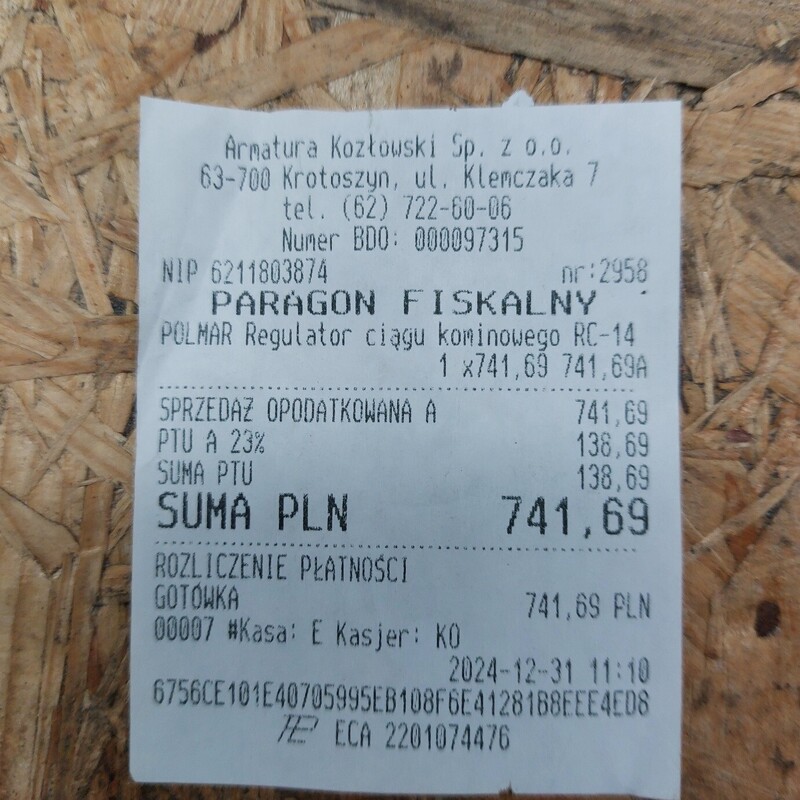 Armatura Kozłowski Sp. z o.o.
63-700 Krotoszyn, ul. Klemczaka 7
tel. (62) 722-60-06
Numer BDO: 000097315
NIP 6211803874 nr:2958
PARAGON FISKALNY
POLMAR Regulator ciągu kominowego RC-14
1 x741,69 741,69A
SPRZEDAŻ OPODATKOWANA A 741,69
PTU A 23% 138,69
SUMA PTU 138,69
SUMA PLN 741,69
ROZLICZENIE PŁATNOŚCI
GOTÓWKA 741,69 PLN
00007 #Kasa: E Kasjer: KO
2024-12-31 11:10
6756CE101E40705995EB108F6E4128188EEE4ED8
ECA 2201074476